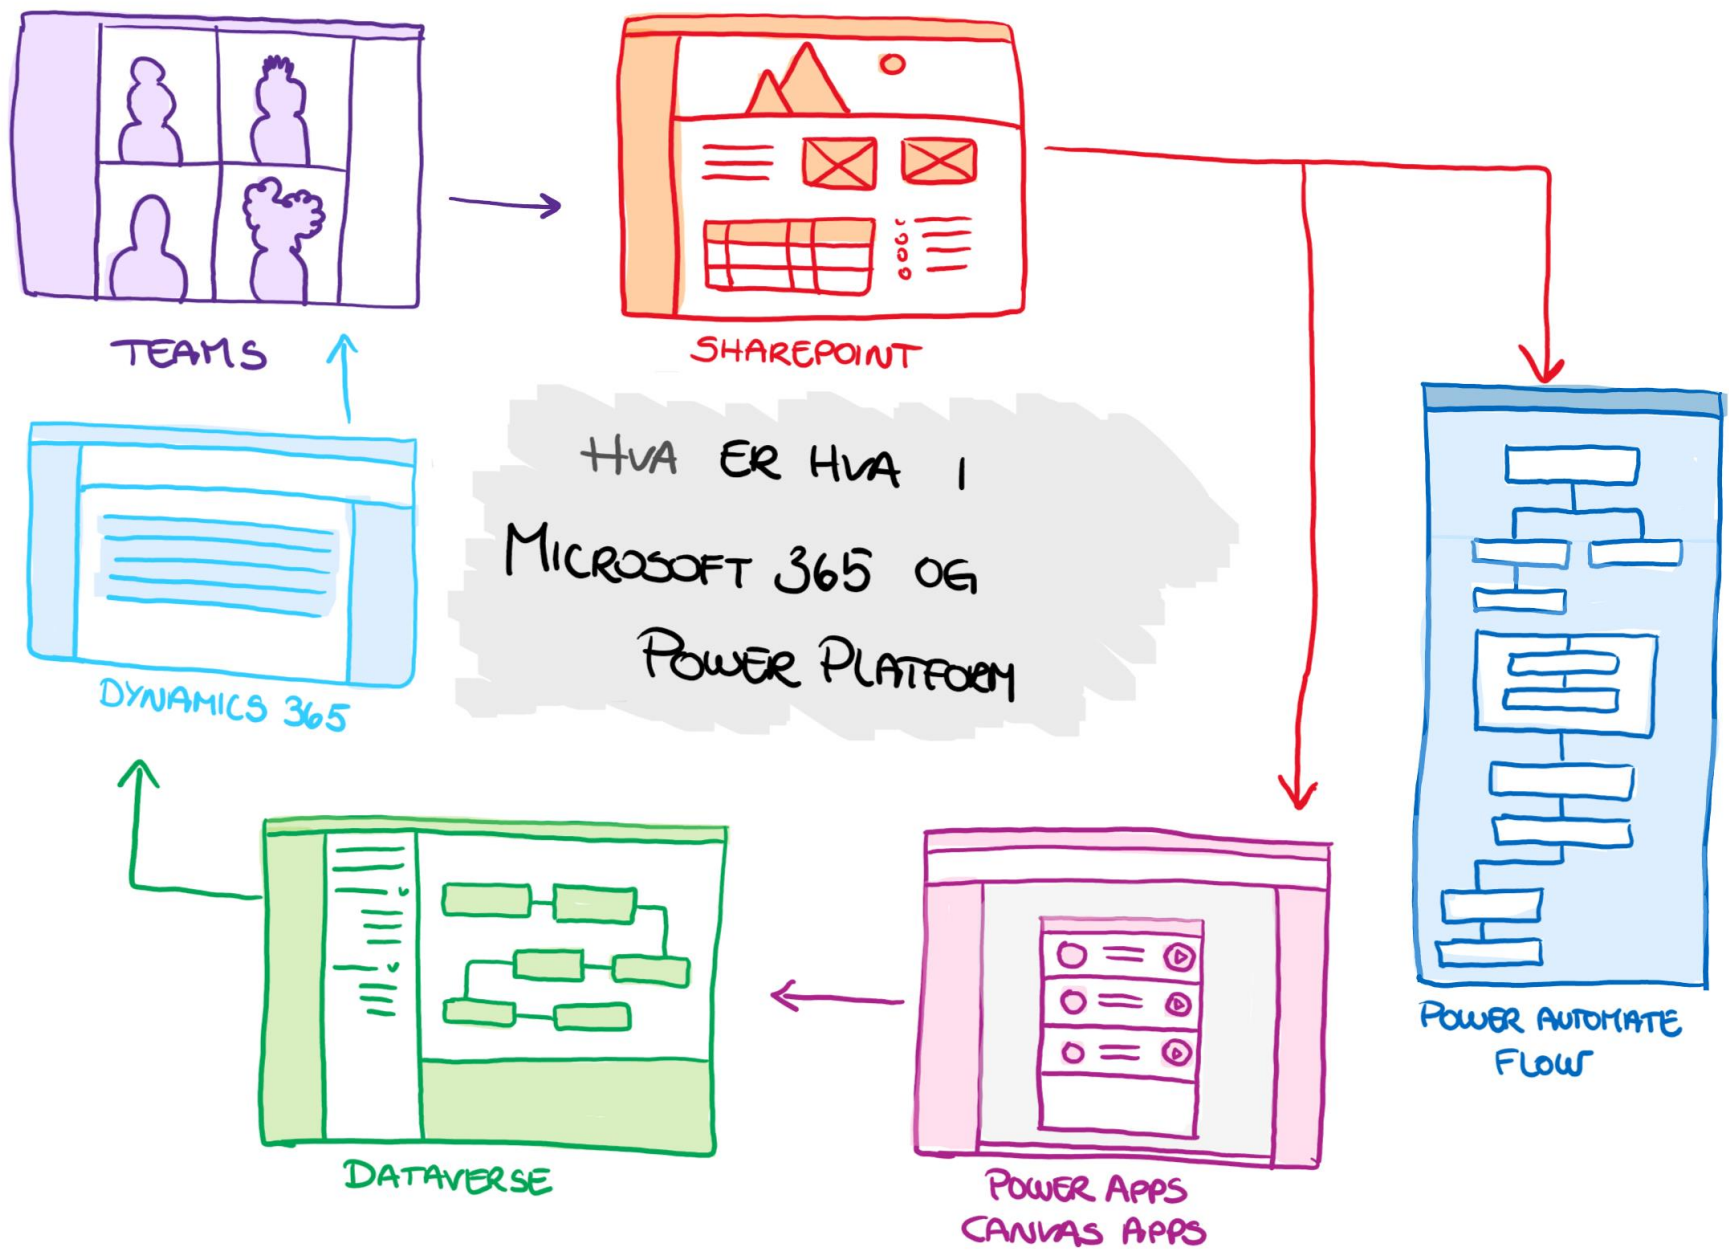 TEAMS
SHAREPOINT
HVA ER HVA I
MICROSOFT 365 OG
POWER PLATFORM
DYNAMICS 365
POWER AUTOMATE
FLOW
DATAVERSE
POWER APPS
CANVAS APPS